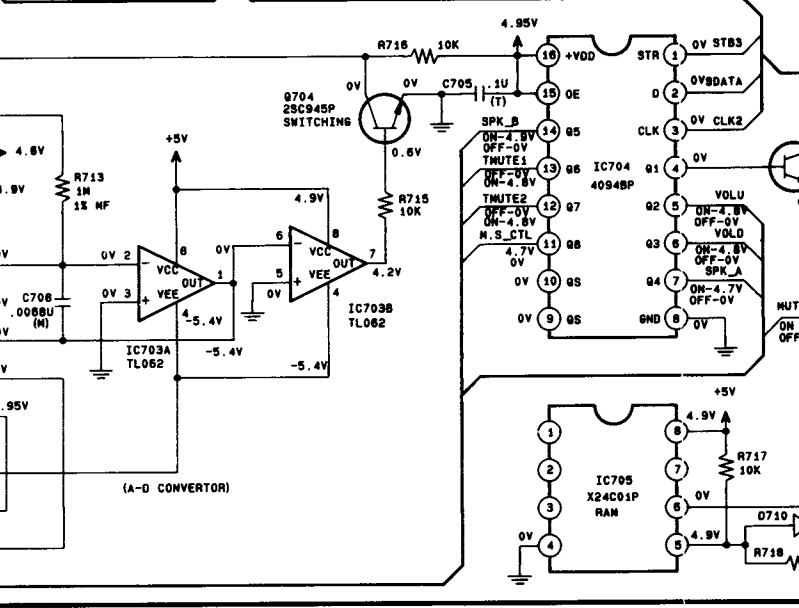 4.95V
R716 10K
16 +VDD STR 1 0V STB3
0V 0V C705 .1U (T)
15 OE D 2 0V SDATA
Q704
2SC945P
SWITCHING
SPK_B
ON-4.9V
OFF-0V
14 Q5 CLK 3 0V CLK2
+5V
4.6V
0.6V
TMUTE1
OFF-0V
ON-4.8V
13 Q6 IC704 Q1 4 0V
4094BP
R713
1M
1% MF
.9V
4.9V
R715
10K
TMUTE2
OFF-0V
ON-4.8V
12 Q7 Q2 5
VOLU
ON-4.8V
OFF-0V
M.S_CTL
4.7V
0V
11 Q8 Q3 6
VOLD
ON-4.8V
OFF-0V
0V 2 - VCC 8 OUT 1
0V 6 - VCC 8 OUT 7
4.2V
0V 3 + VEE 4 -5.4V
5 + VEE 4
0V
SPK_A
ON-4.7V
OFF-0V
0V 10 QS Q4 7
C706
.0068U
(M)
0V 9 QS GND 8 0V
IC703B
TL062
IC703A
TL062
-5.4V
-5.4V
MUT
ON
OFF
+5V
.95V
1 8 4.9V
R717
10K
2 7
IC705
X24C01P
RAM
3 6 0V
(A-D CONVERTOR)
D710
0V 4 5 4.9V
R718